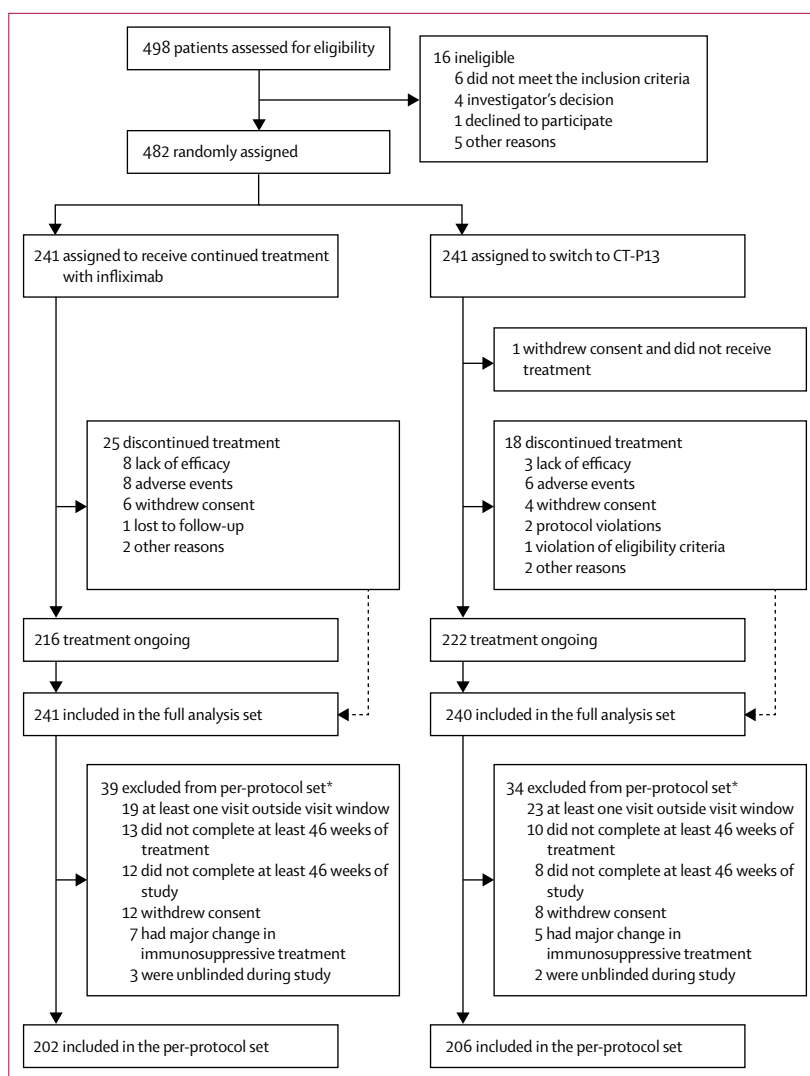 498 patients assessed for eligibility
16 ineligible
6 did not meet the inclusion criteria
4 investigator's decision
1 declined to participate
5 other reasons
482 randomly assigned
241 assigned to receive continued treatment
with infliximab
241 assigned to switch to CT-P13
1 withdrew consent and did not receive
treatment
25 discontinued treatment
8 lack of efficacy
8 adverse events
6 withdrew consent
1 lost to follow-up
2 other reasons
18 discontinued treatment
3 lack of efficacy
6 adverse events
4 withdrew consent
2 protocol violations
1 violation of eligibility criteria
2 other reasons
216 treatment ongoing
222 treatment ongoing
241 included in the full analysis set
240 included in the full analysis set
39 excluded from per-protocol set*
19 at least one visit outside visit window
13 did not complete at least 46 weeks of
treatment
12 did not complete at least 46 weeks of
study
12 withdrew consent
7 had major change in
immunosuppressive treatment
3 were unblinded during study
34 excluded from per-protocol set*
23 at least one visit outside visit window
10 did not complete at least 46 weeks of
treatment
8 did not complete at least 46 weeks of
study
8 withdrew consent
5 had major change in
immunosuppressive treatment
2 were unblinded during study
202 included in the per-protocol set
206 included in the per-protocol set